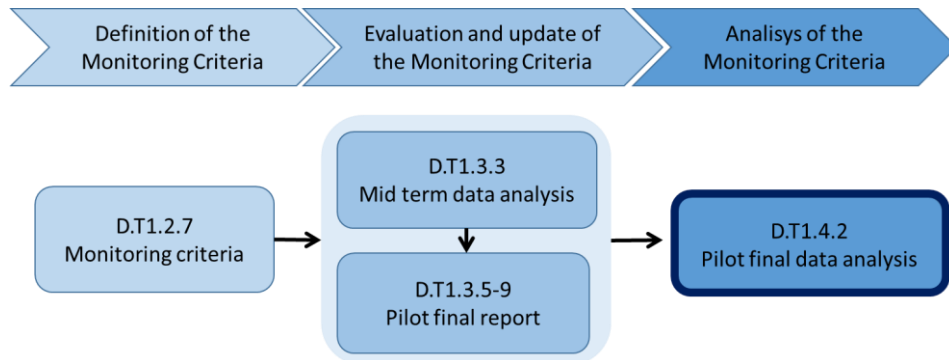 Definition of the
Monitoring Criteria
Evaluation and update of
the Monitoring Criteria
Analisys of the
Monitoring Criteria
D.T1.2.7
Monitoring criteria
D.T1.3.3
Mid term data analysis
D.T1.3.5-9
Pilot final report
D.T1.4.2
Pilot final data analysis